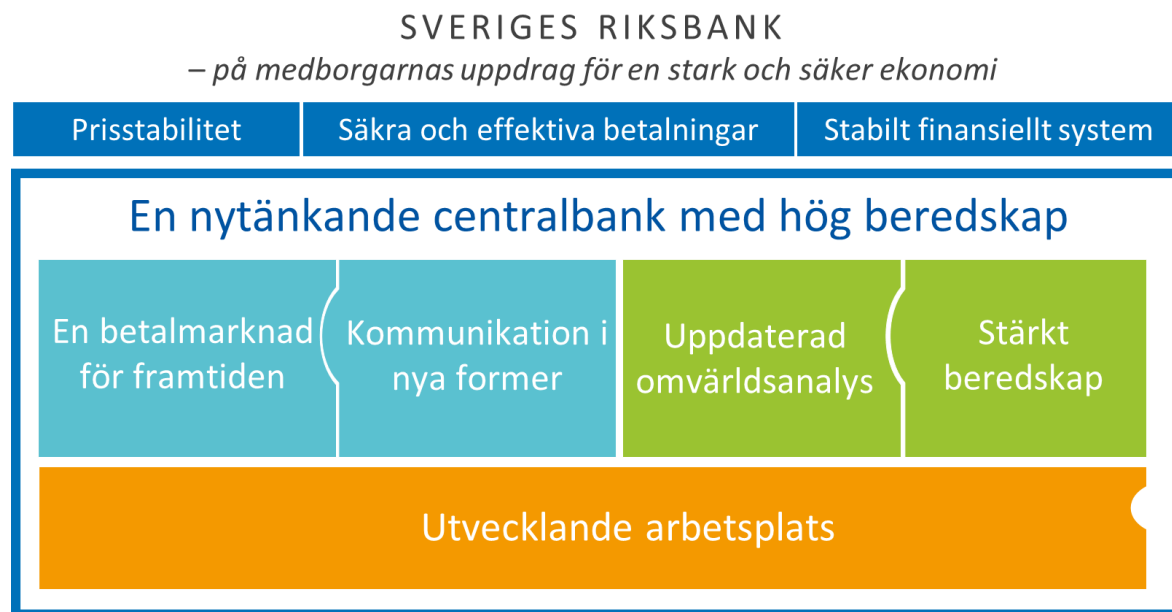 SVERIGES RIKSBANK
– på medborgarnas uppdrag för en stark och säker ekonomi
Prisstabilitet
Säkra och effektiva betalningar
Stabilt finansiellt system
En nytänkande centralbank med hög beredskap
En betalmarknad
för framtiden
Kommunikation i
nya former
Uppdaterad
omvärldsanalys
Stärkt
beredskap
Utvecklande arbetsplats